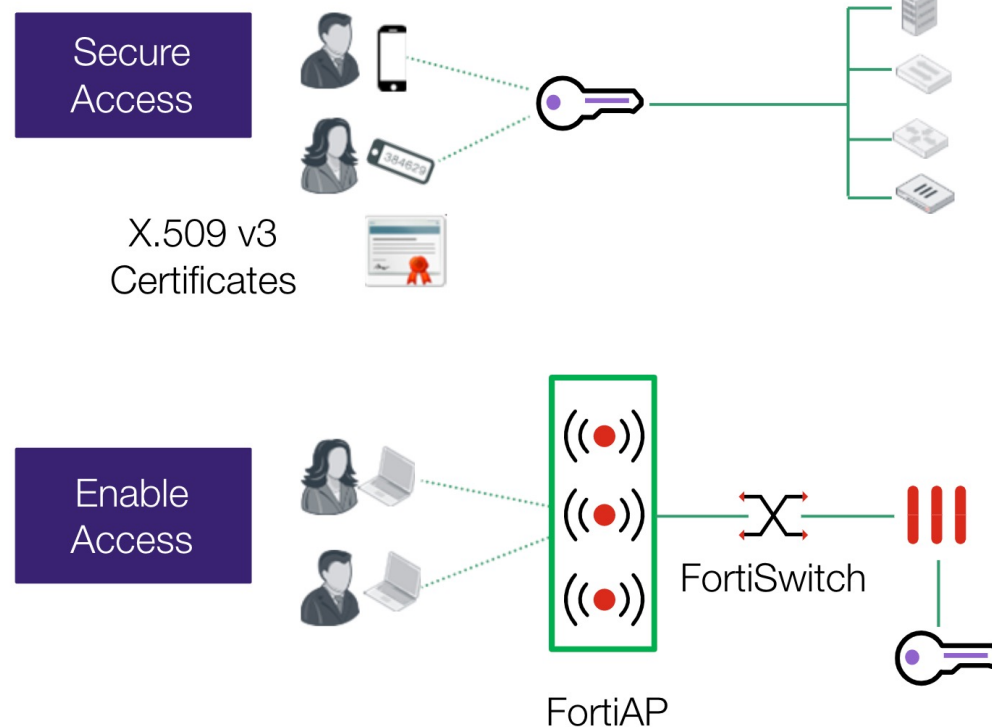 Secure
Access
384629
X.509 v3
Certificates
Enable
Access
FortiSwitch
FortiAP